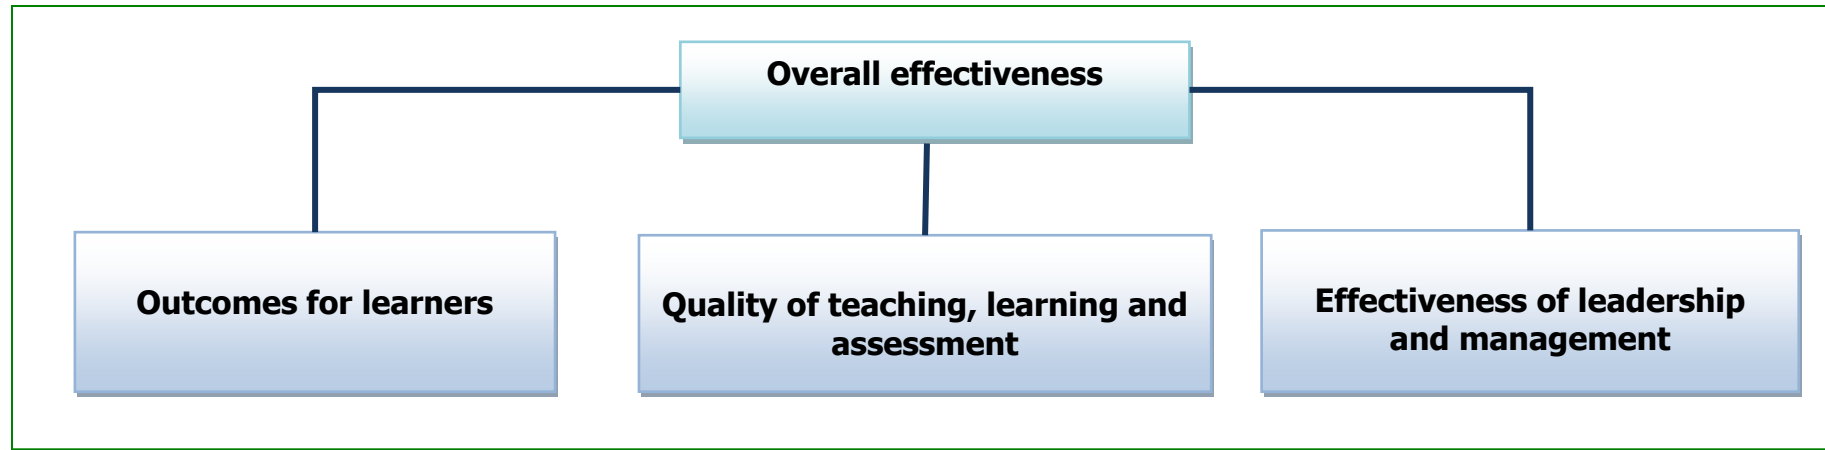 Overall effectiveness
Outcomes for learners
Quality of teaching, learning and
assessment
Effectiveness of leadership
and management